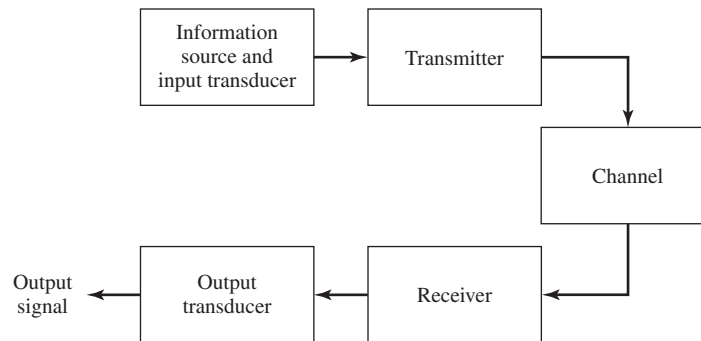 Information
source and
input transducer
Transmitter
Channel
Receiver
Output
transducer
Output
signal